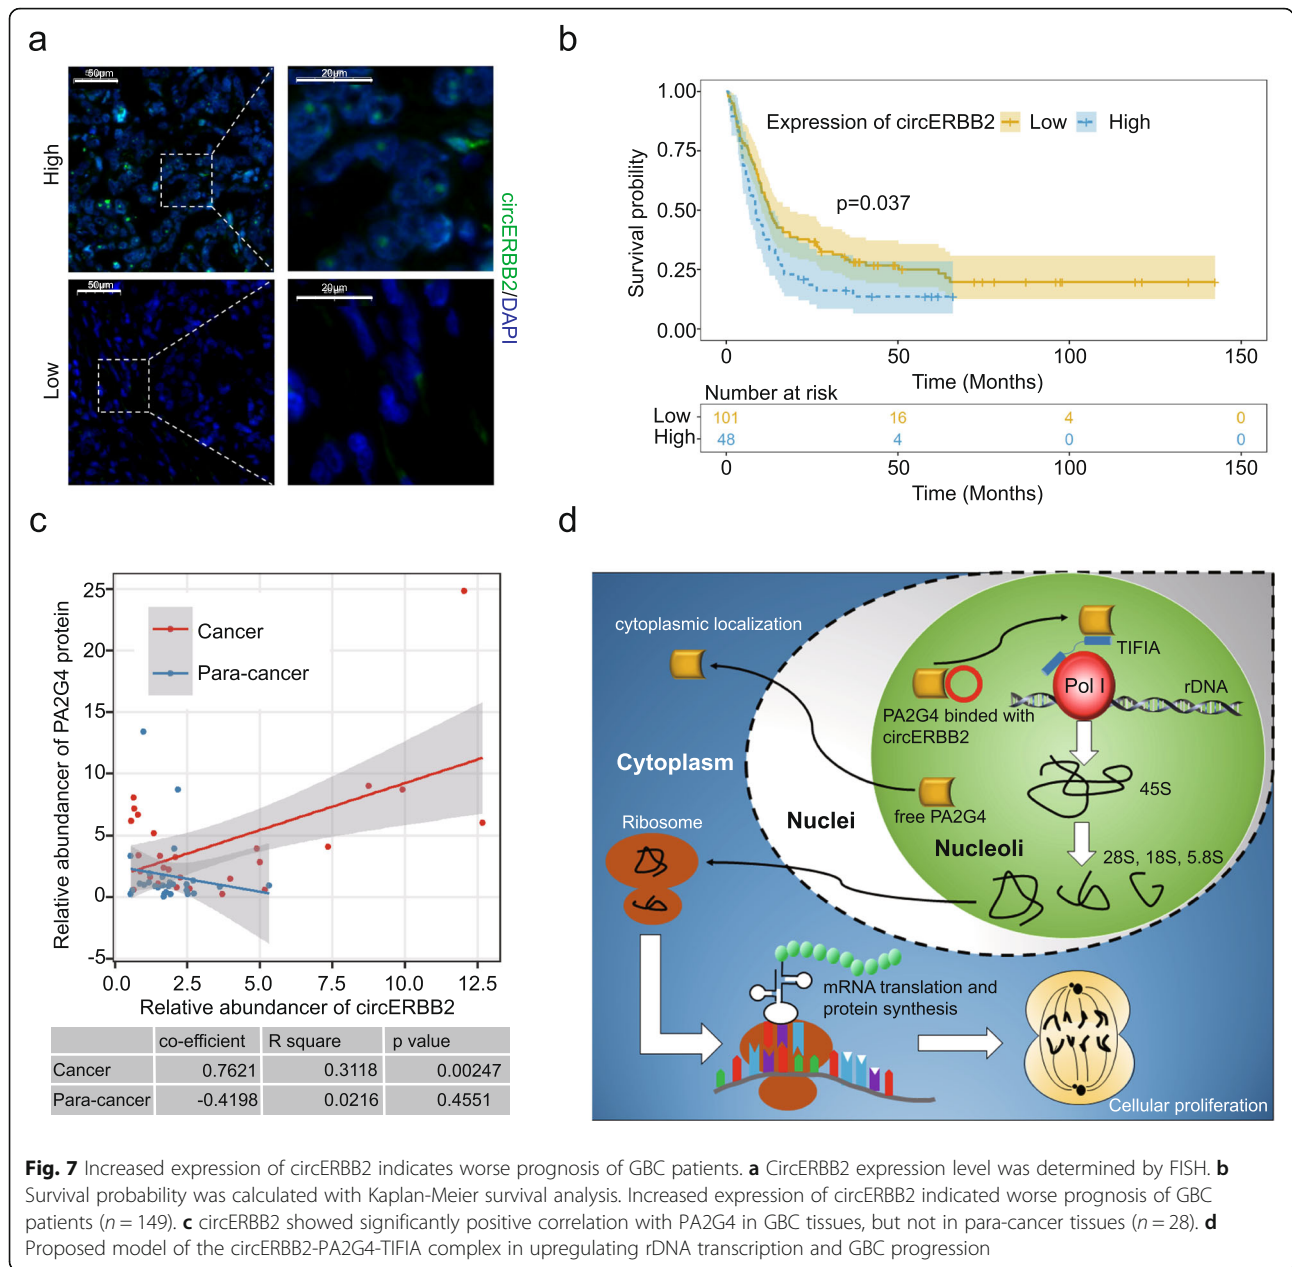 a
50μm
20μm
High
50μm
20μm
Low
circERBB2/DAPI
b
Survival probility
1.00
0.75
0.50
0.25
0.00
Expression of circERBB2 Low High
p=0.037
0 50 100 150
Time (Months)
Number at risk
Low 101 16 4 0
High 48 4 0 0
0 50 100 150
Time (Months)
c
Relative abundancer of PA2G4 protein
25
20
15
10
5
0
-5
Cancer
Para-cancer
0.0 2.5 5.0 7.5 10.0 12.5
Relative abundancer of circERBB2
co-efficient R square p value
Cancer 0.7621 0.3118 0.00247
Para-cancer -0.4198 0.0216 0.4551
d
cytoplasmic localization
TIFIA
Pol I
rDNA
PA2G4 binded with
circERBB2
Cytoplasm
45S
free PA2G4
Nuclei
Ribosome
Nucleoli
28S, 18S, 5.8S
mRNA translation and
protein synthesis
Cellular proliferation
Fig. 7 Increased expression of circERBB2 indicates worse prognosis of GBC patients. a CircERBB2 expression level was determined by FISH. b
Survival probability was calculated with Kaplan-Meier survival analysis. Increased expression of circERBB2 indicated worse prognosis of GBC
patients (n = 149). c circERBB2 showed significantly positive correlation with PA2G4 in GBC tissues, but not in para-cancer tissues (n = 28). d
Proposed model of the circERBB2-PA2G4-TIFIA complex in upregulating rDNA transcription and GBC progression